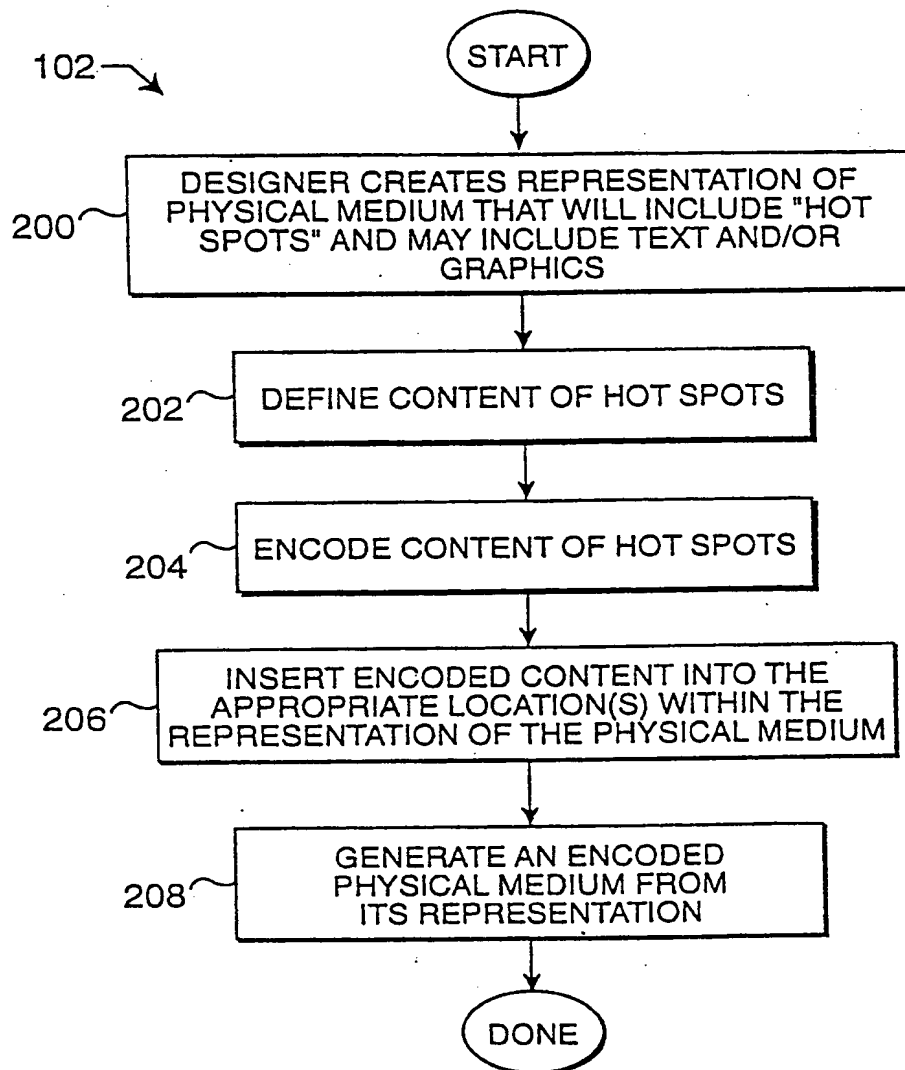 START
102
DESIGNER CREATES REPRESENTATION OF
PHYSICAL MEDIUM THAT WILL INCLUDE "HOT
SPOTS" AND MAY INCLUDE TEXT AND/OR
GRAPHICS
200
DEFINE CONTENT OF HOT SPOTS
202
ENCODE CONTENT OF HOT SPOTS
204
INSERT ENCODED CONTENT INTO THE
APPROPRIATE LOCATION(S) WITHIN THE
REPRESENTATION OF THE PHYSICAL MEDIUM
206
GENERATE AN ENCODED
PHYSICAL MEDIUM FROM
ITS REPRESENTATION
208
DONE